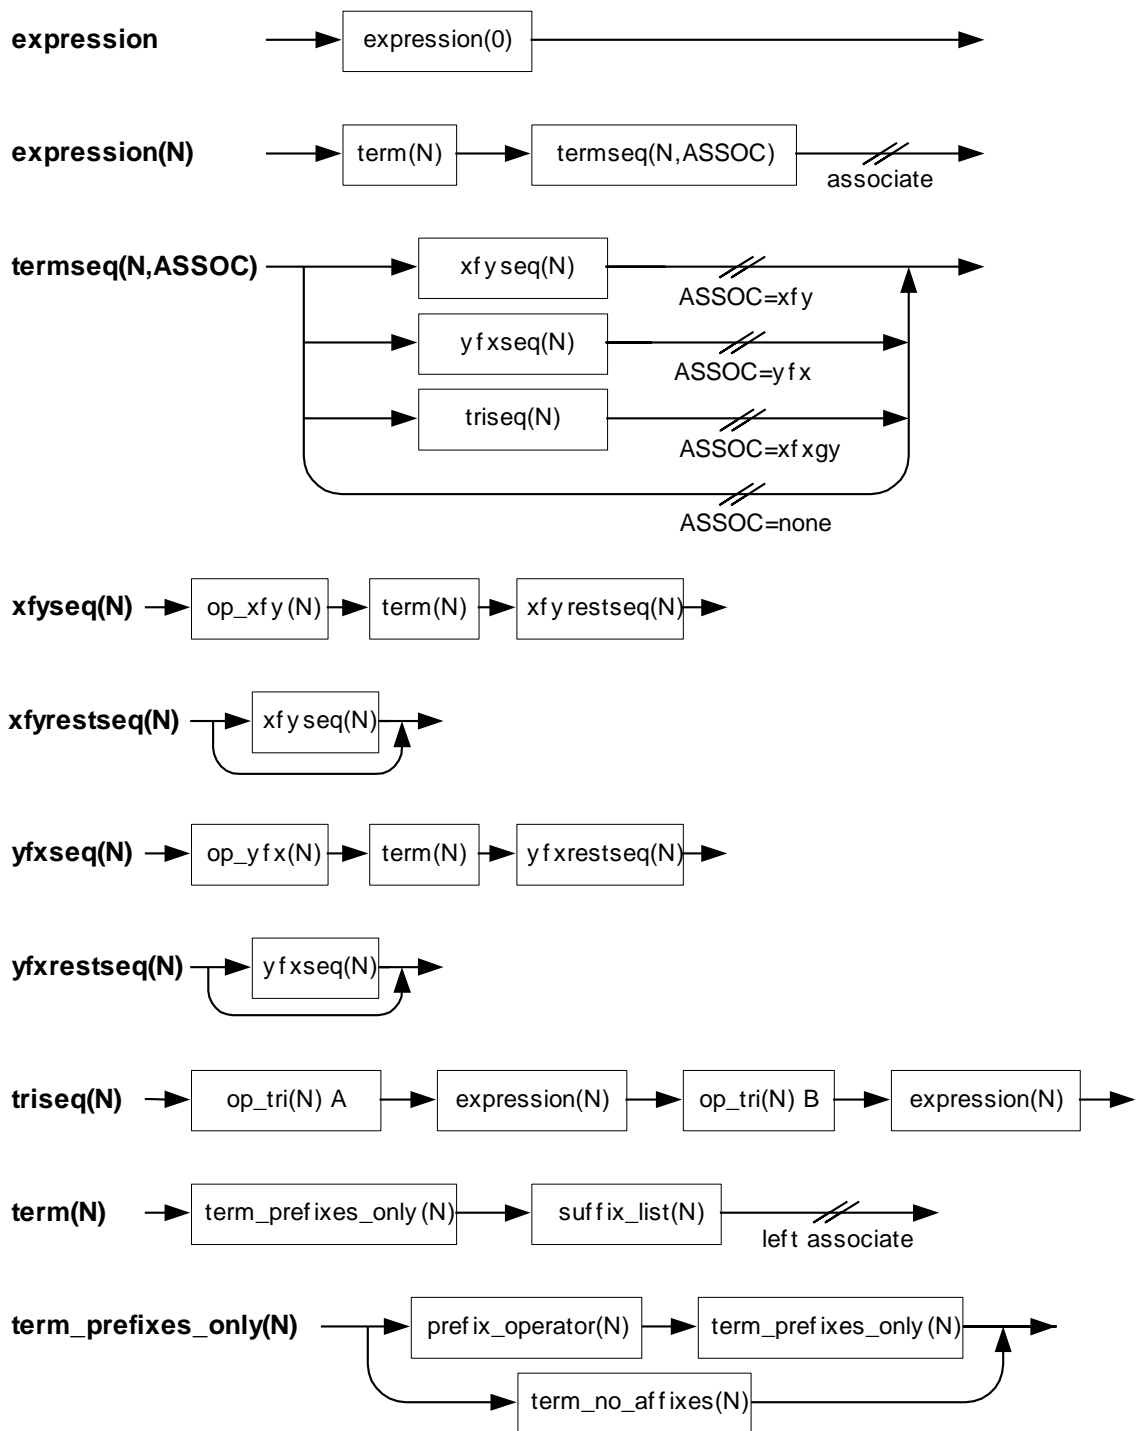 expression expression(0)
expression(N) term(N) termseq(N,ASSOC)
associate
termseq(N,ASSOC) xfyseq(N)
ASSOC=xfy
yfxseq(N)
ASSOC=yfx
triseq(N)
ASSOC=xfxgy
ASSOC=none
xfyseq(N) op_xfy(N) term(N) xfyrestseq(N)
xfyrestseq(N) xfyseq(N)
yfxseq(N) op_yfx(N) term(N) yfxrestseq(N)
yfxrestseq(N) yfxseq(N)
triseq(N) op_tri(N) A expression(N) op_tri(N) B expression(N)
term(N) term_prefixes_only(N) suffix_list(N)
left associate
term_prefixes_only(N) prefix_operator(N) term_prefixes_only(N)
term_no_affixes(N)